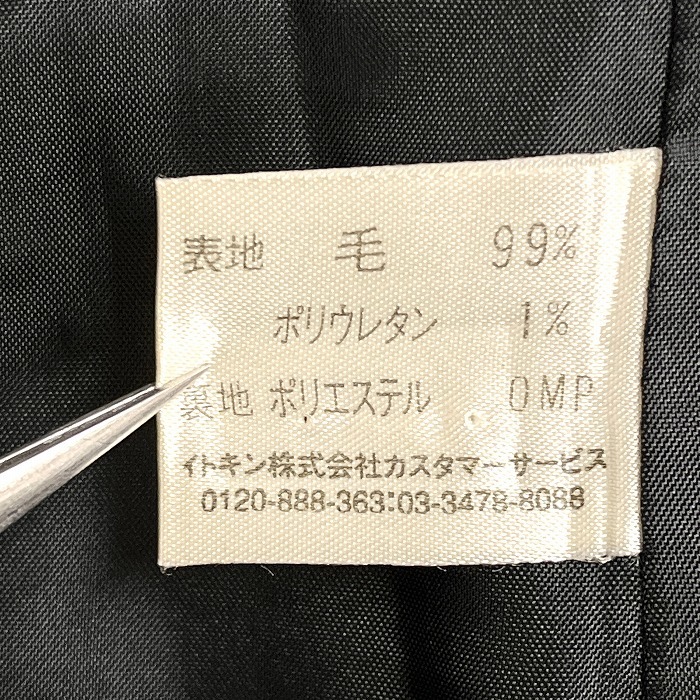 表地 毛 99%
ポリウレタン 1%
裏地 ポリエステル 0MP
イトキン株式会社カスタマーサービス
0120-888-363:03-3478-8088